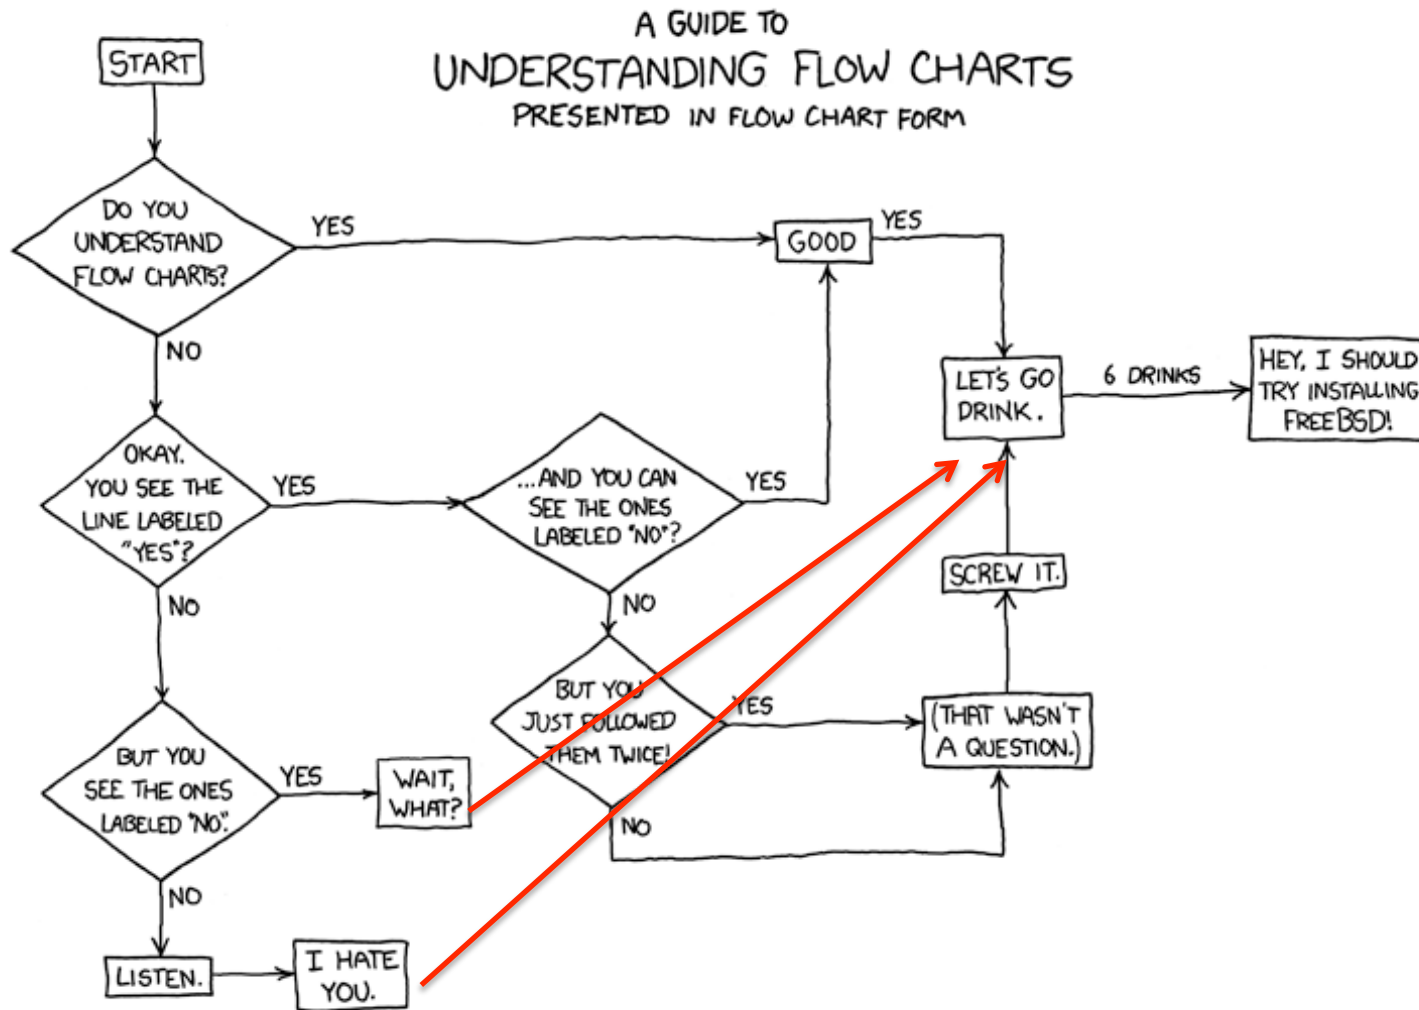 A GUIDE TO
UNDERSTANDING FLOW CHARTS
PRESENTED IN FLOW CHART FORM
START
DO YOU
UNDERSTAND
FLOW CHARTS?
YES
GOOD
YES
NO
LET'S GO
DRINK.
6 DRINKS
HEY, I SHOULD
TRY INSTALLING
FREEBSD!
OKAY.
YOU SEE THE
LINE LABELED
"YES"?
YES
...AND YOU CAN
SEE THE ONES
LABELED "NO"?
YES
NO
NO
SCREW IT.
BUT YOU
JUST FOLLOWED
THEM TWICE!
YES
(THAT WASN'T
A QUESTION.)
NO
BUT YOU
SEE THE ONES
LABELED "NO".
YES
WAIT,
WHAT?
NO
LISTEN.
I HATE
YOU.